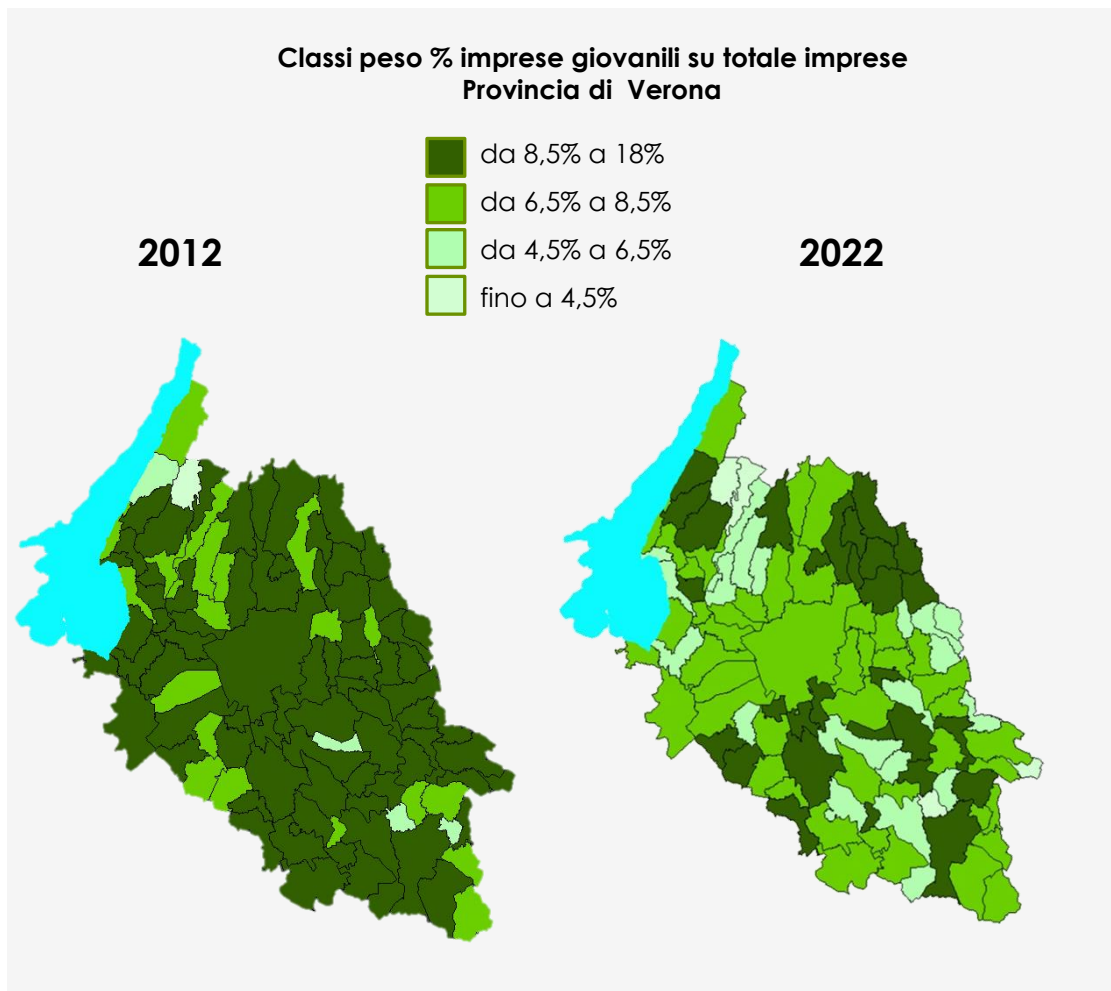 Classi peso % imprese giovanili su totale imprese
Provincia di Verona
da 8,5% a 18%
da 6,5% a 8,5%
da 4,5% a 6,5%
fino a 4,5%
2012
2022